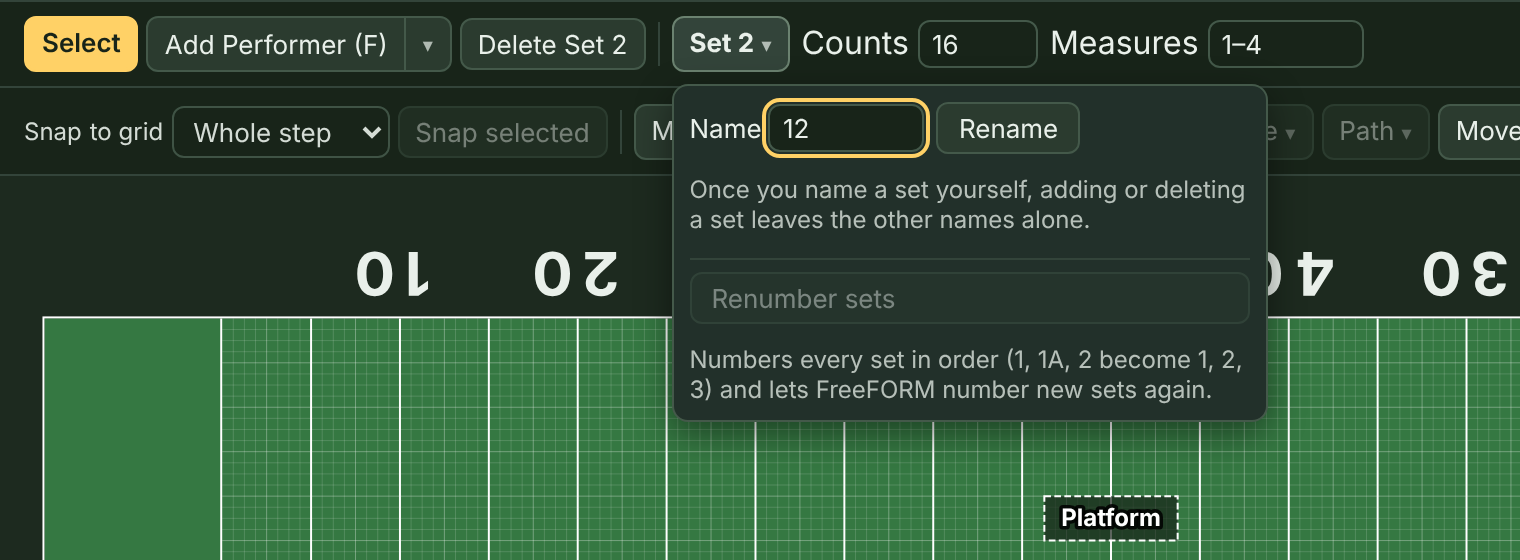 Select
Add Performer (F) ▾
Delete Set 2
Set 2 ▾
Counts 16
Measures 1–4
Snap to grid
Whole step
Snap selected
M
Name 12
Rename
e ▾
Path ▾
Move
Once you name a set yourself, adding or deleting
a set leaves the other names alone.
10
20
40
30
Renumber sets
Numbers every set in order (1, 1A, 2 become 1, 2,
3) and lets FreeFORM number new sets again.
Platform